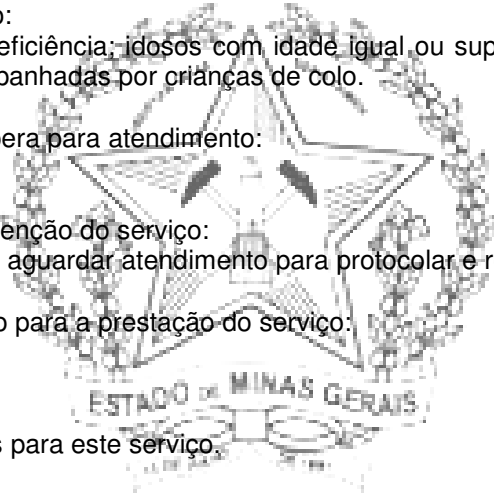 o:
eficiência; idosos com idade igual ou sup
panhadas por crianças de colo.
pera para atendimento:
enção do serviço:
aguardar atendimento para protocolar e r
o para a prestação do serviço:
ESTADO DE MINAS GERAIS
s para este serviço.